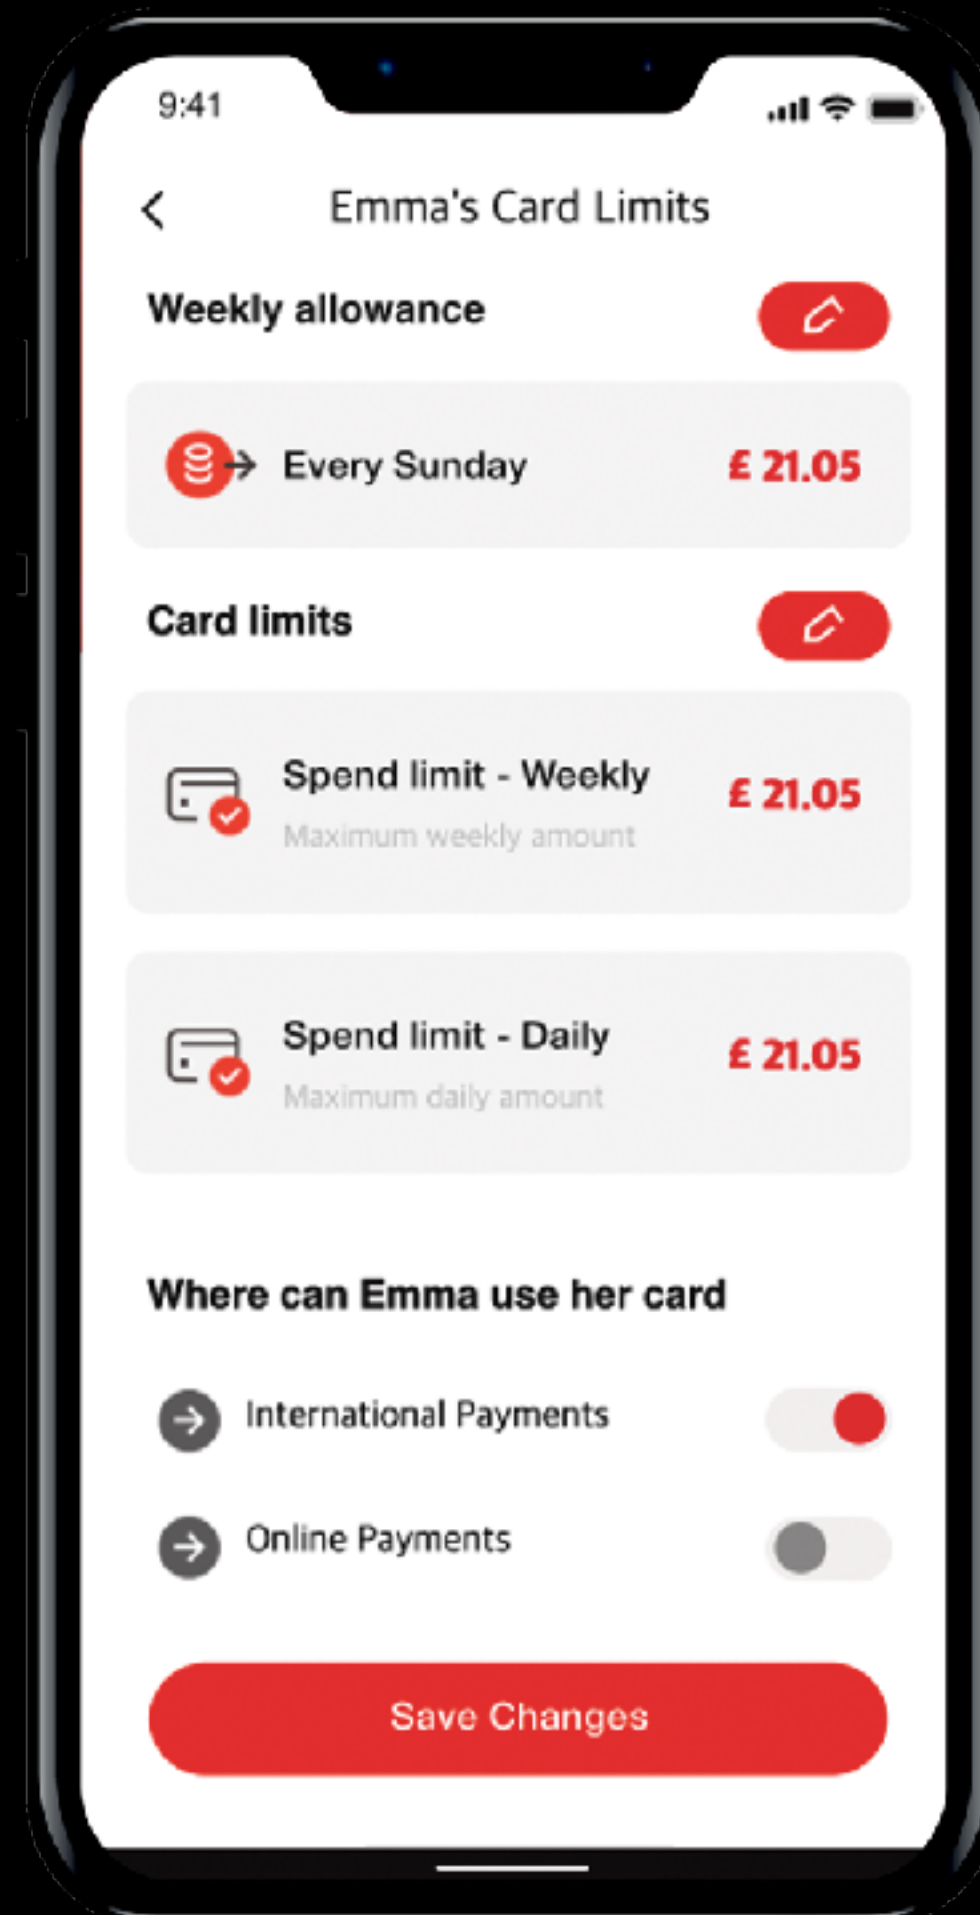 9:41
Emma's Card Limits
Weekly allowance
Every Sunday
£ 21.05
Card limits
Spend limit - Weekly
£ 21.05
Maximum weekly amount
Spend limit - Daily
£ 21.05
Maximum daily amount
Where can Emma use her card
International Payments
Online Payments
Save Changes